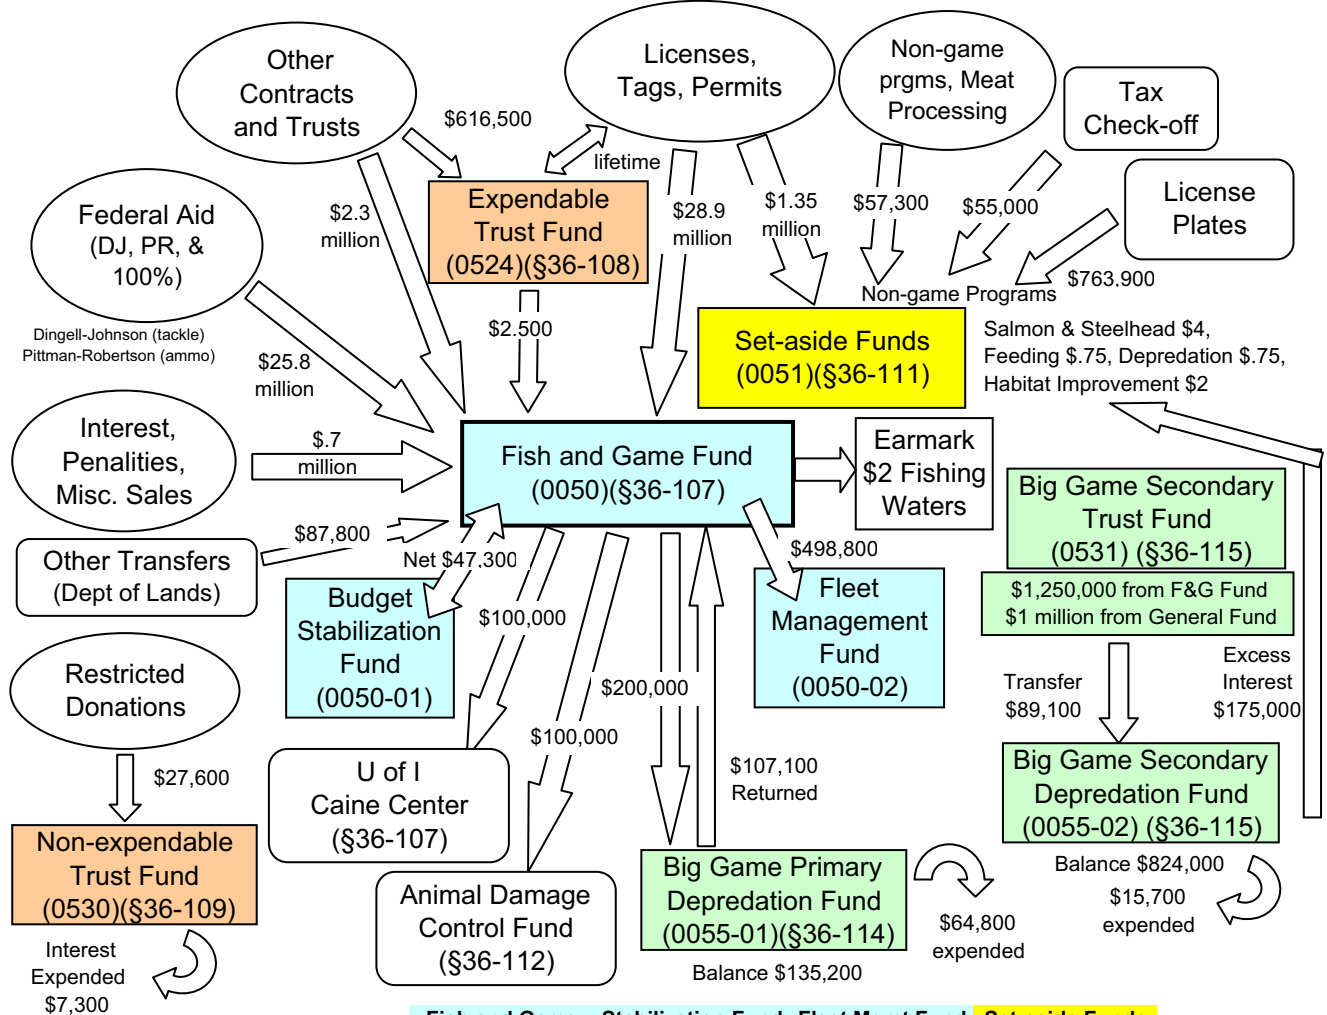 Other
Contracts
and Trusts
Licenses,
Tags, Permits
Non-game
prgms, Meat
Processing
Tax
Check-off
License
Plates
$616,500
lifetime
Federal Aid
(DJ, PR, &
100%)
Dingell-Johnson (tackle)
Pittman-Robertson (ammo)
$2.3
million
Expendable
Trust Fund
(0524)(§36-108)
$28.9
million
$1.35
million
$57,300
$55,000
$763.900
Non-game Programs
$25.8
million
$2.500
Set-aside Funds
(0051)(§36-111)
Salmon & Steelhead $4,
Feeding $.75, Depredation $.75,
Habitat Improvement $2
Interest,
Penalities,
Misc. Sales
$.7
million
Fish and Game Fund
(0050)(§36-107)
Earmark
$2 Fishing
Waters
Big Game Secondary
Trust Fund
(0531) (§36-115)
$1,250,000 from F&G Fund
$1 million from General Fund
Other Transfers
(Dept of Lands)
$87,800
Net $47,300
Budget
Stabilization
Fund
(0050-01)
$100,000
$498,800
Fleet
Management
Fund
(0050-02)
Restricted
Donations
$27,600
$200,000
$100,000
$107,100
Returned
Transfer
$89,100
Excess
Interest
$175,000
U of I
Caine Center
(§36-107)
Big Game Secondary
Depredation Fund
(0055-02) (§36-115)
Balance $824,000
$15,700
expended
Non-expendable
Trust Fund
(0530)(§36-109)
Interest
Expended
$7,300
Animal Damage
Control Fund
(§36-112)
Big Game Primary
Depredation Fund
(0055-01)(§36-114)
Balance $135,200
$64,800
expended